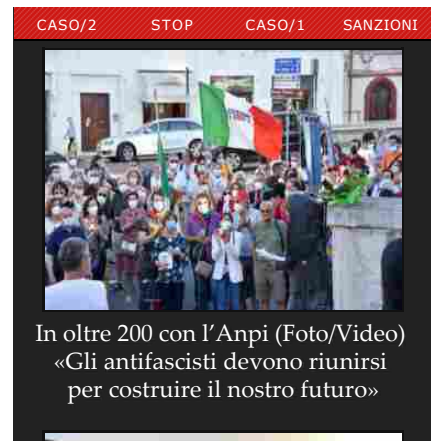 CASO/2 STOP CASO/1 SANZIONI
In oltre 200 con l'Anpi (Foto/Video)
«Gli antifascisti devono riunirsi
per costruire il nostro futuro»